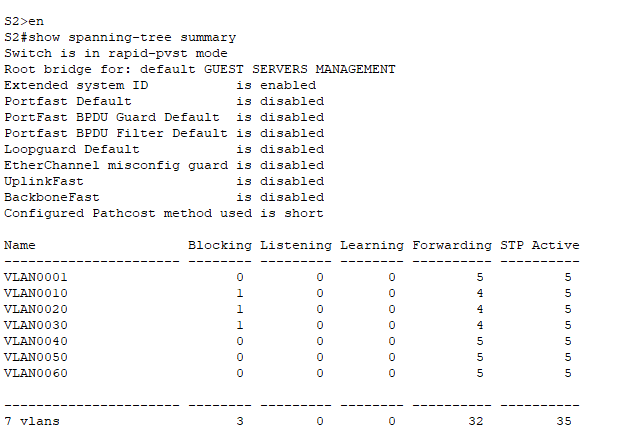 S2>en
S2#show spanning-tree summary
Switch is in rapid-pvst mode
Root bridge for: default GUEST SERVERS MANAGEMENT
Extended system ID           is enabled
Portfast Default             is disabled
PortFast BPDU Guard Default  is disabled
Portfast BPDU Filter Default is disabled
Loopguard Default            is disabled
EtherChannel misconfig guard is disabled
UplinkFast                   is disabled
BackboneFast                 is disabled
Configured Pathcost method used is short
Name                   Blocking Listening Learning Forwarding STP Active
---------------------- -------- --------- -------- ---------- ----------
VLAN0001                     0         0        0          5          5
VLAN0010                     1         0        0          4          5
VLAN0020                     1         0        0          4          5
VLAN0030                     1         0        0          4          5
VLAN0040                     0         0        0          5          5
VLAN0050                     0         0        0          5          5
VLAN0060                     0         0        0          5          5
---------------------- -------- --------- -------- ---------- ----------
7 vlans                      3         0        0         32         35